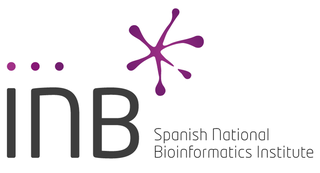 inB
Spanish National
Bioinformatics Institute